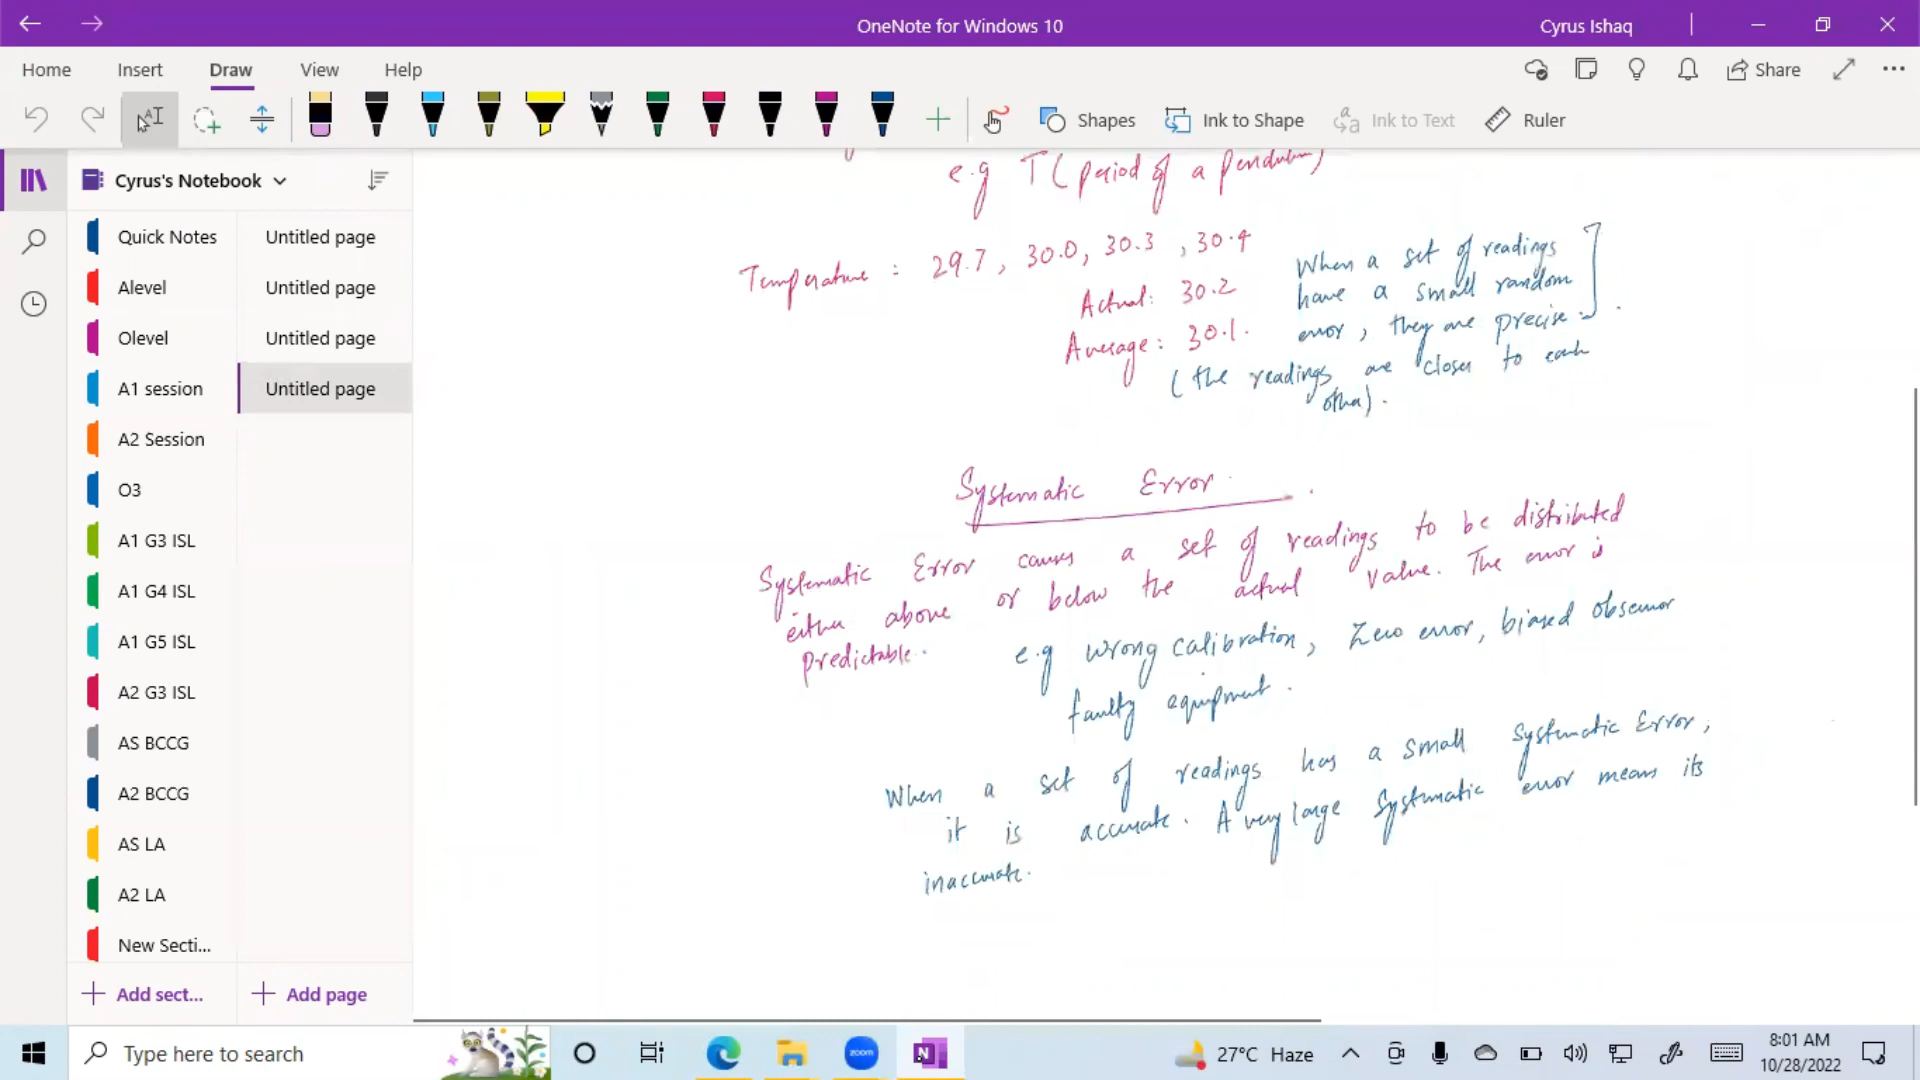 OneNote for Windows 10
Cyrus Ishaq
Home Insert Draw View Help
Share
Shapes Ink to Shape Ink to Text Ruler
Cyrus's Notebook
Quick Notes
Alevel
Olevel
A1 session
A2 Session
O3
A1 G3 ISL
A1 G4 ISL
A1 G5 ISL
A2 G3 ISL
AS BCCG
A2 BCCG
AS LA
A2 LA
New Secti...
Add sect...
Untitled page
Untitled page
Untitled page
Untitled page
Add page
e.g T (period of a pendulum)
Temperature : 29.7, 30.0, 30.3, 30.4
Actual: 30.2
Average: 30.1.
When a set of readings
have a small random
error, they are precise.
(the readings are closer to each
other).
Systematic Error
Systematic Error causes a set of readings to be distributed
either above or below the actual value. The error is
predictable.
e.g wrong calibration, Zero error, biased observor
faulty equipment.
When a set of readings has a small Systematic Error,
it is accurate. A very large Systematic error means its
inaccurate.
Type here to search
zoom
27°C Haze
8:01 AM
10/28/2022